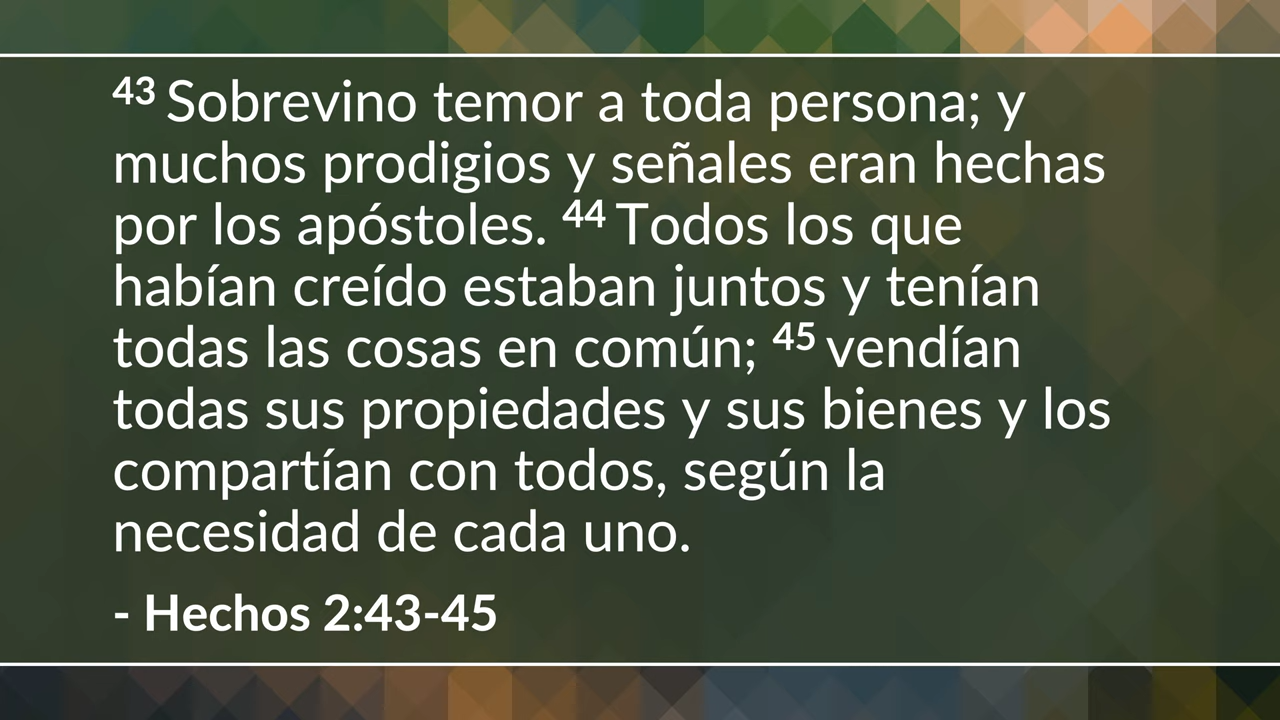 43 Sobrevino temor a toda persona; y
muchos prodigios y señales eran hechas
por los apóstoles. 44 Todos los que
habían creído estaban juntos y tenían
todas las cosas en común; 45 vendían
todas sus propiedades y sus bienes y los
compartían con todos, según la
necesidad de cada uno.
- Hechos 2:43-45